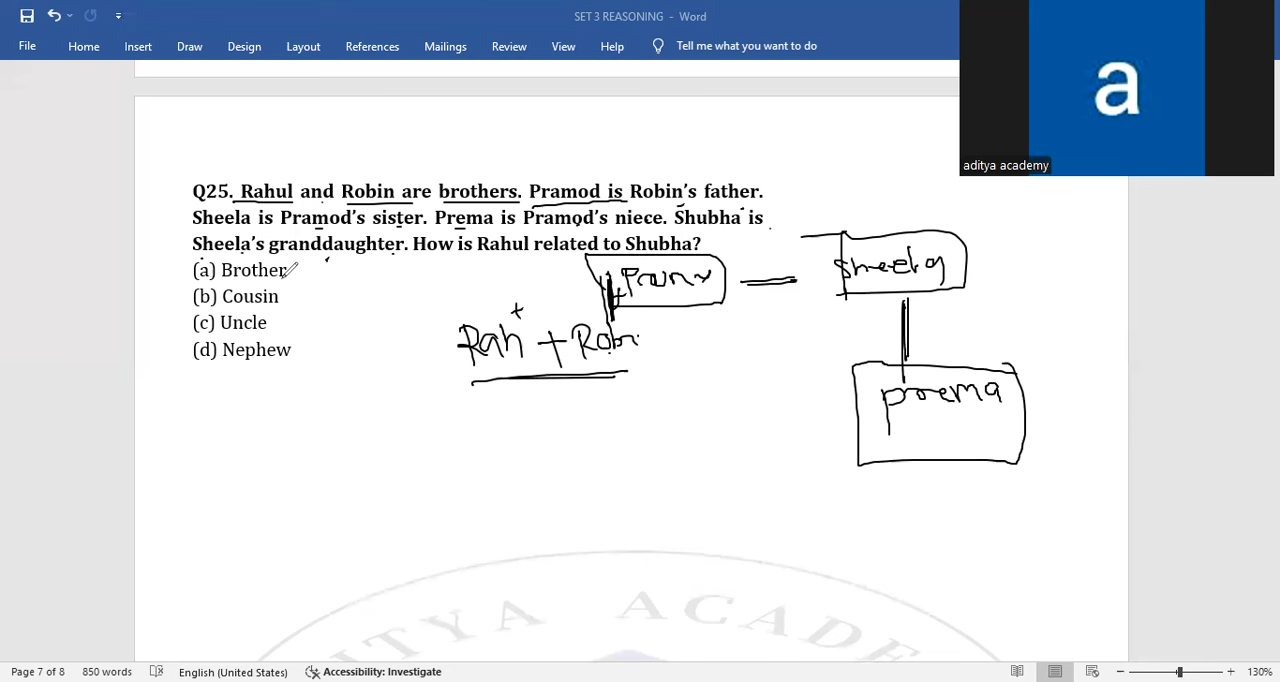 SET 3 REASONING - Word
File Home Insert Draw Design Layout References Mailings Review View Help Tell me what you want to do
a
aditya academy
Q25. Rahul and Robin are brothers. Pramod is Robin's father.
Sheela is Pramod's sister. Prema is Pramod's niece. Shubha is
Sheela's granddaughter. How is Rahul related to Shubha?
(a) Brother
(b) Cousin
(c) Uncle
(d) Nephew
Sheela
+
Rah + Robi
prema
ITYA ACADE
Page 7 of 8 850 words English (United States) Accessibility: Investigate 130%